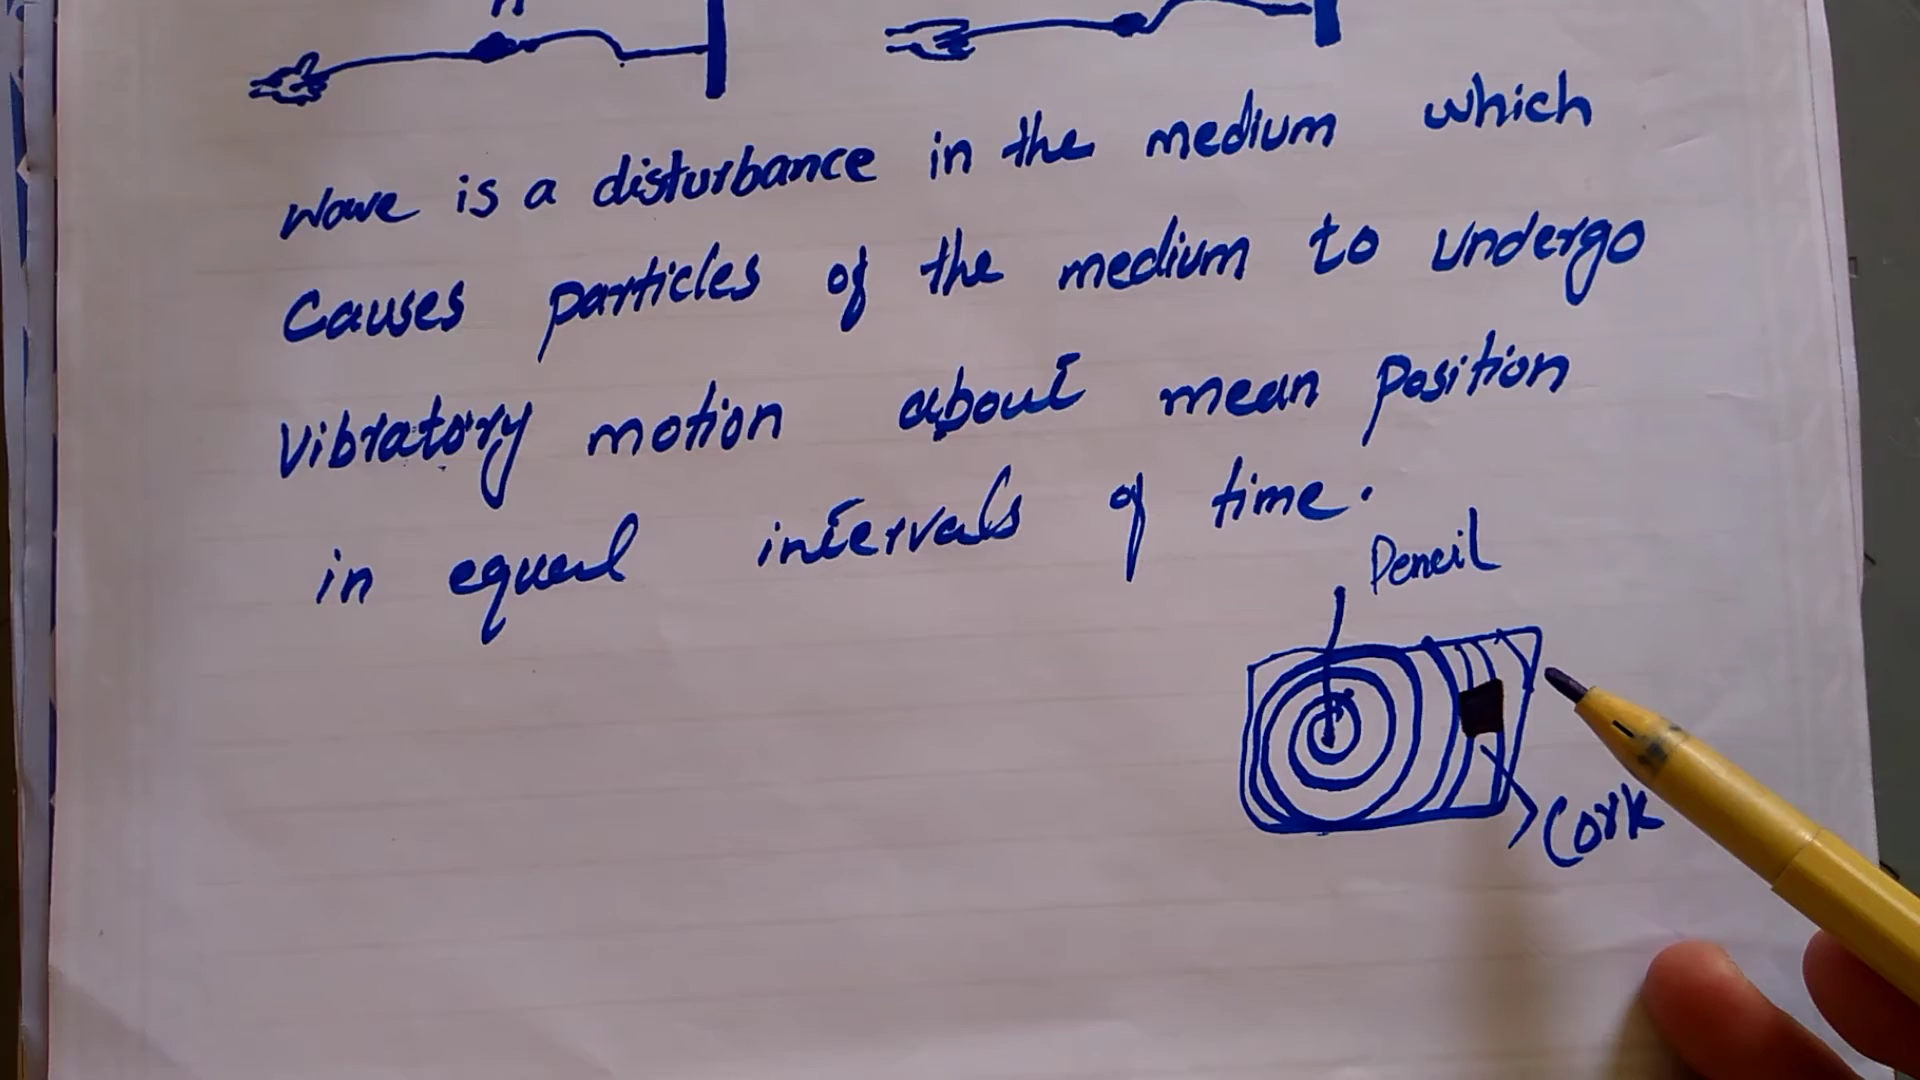 Wave is a disturbance in the medium which
Causes particles of the medium to undergo
Vibratory motion about mean position
in equal intervals of time.
Pencil
Cork